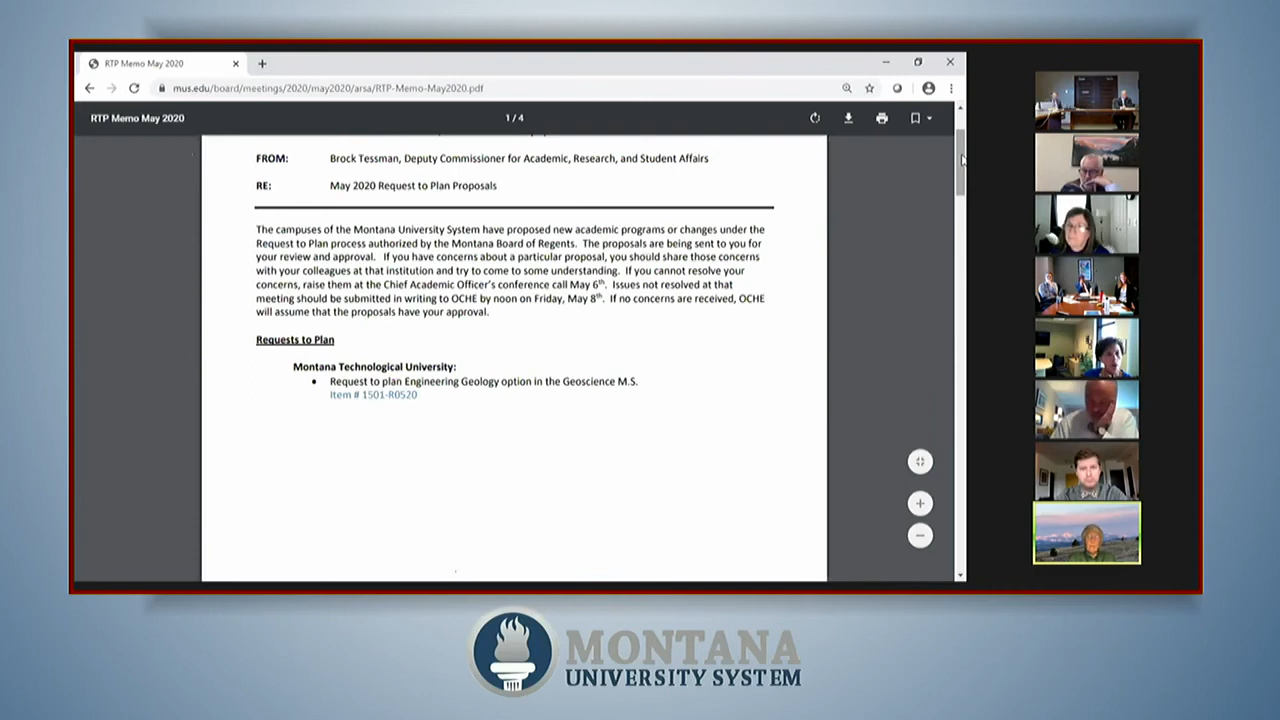 RTP Memo May 2020
mus.edu/board/meetings/2020/may2020/arsa/RTP-Memo-May2020.pdf
RTP Memo May 2020
1 / 4
FROM: Brock Tessman, Deputy Commissioner for Academic, Research, and Student Affairs
RE: May 2020 Request to Plan Proposals
The campuses of the Montana University System have proposed new academic programs or changes under the
Request to Plan process authorized by the Montana Board of Regents. The proposals are being sent to you for
your review and approval. If you have concerns about a particular proposal, you should share those concerns
with your colleagues at that institution and try to come to some understanding. If you cannot resolve your
concerns, raise them at the Chief Academic Officer's conference call May 6th. Issues not resolved at that
meeting should be submitted in writing to OCHE by noon on Friday, May 8th. If no concerns are received, OCHE
will assume that the proposals have your approval.
Requests to Plan
Montana Technological University:
• Request to plan Engineering Geology option in the Geoscience M.S.
Item # 1501-R0520
MONTANA
UNIVERSITY SYSTEM